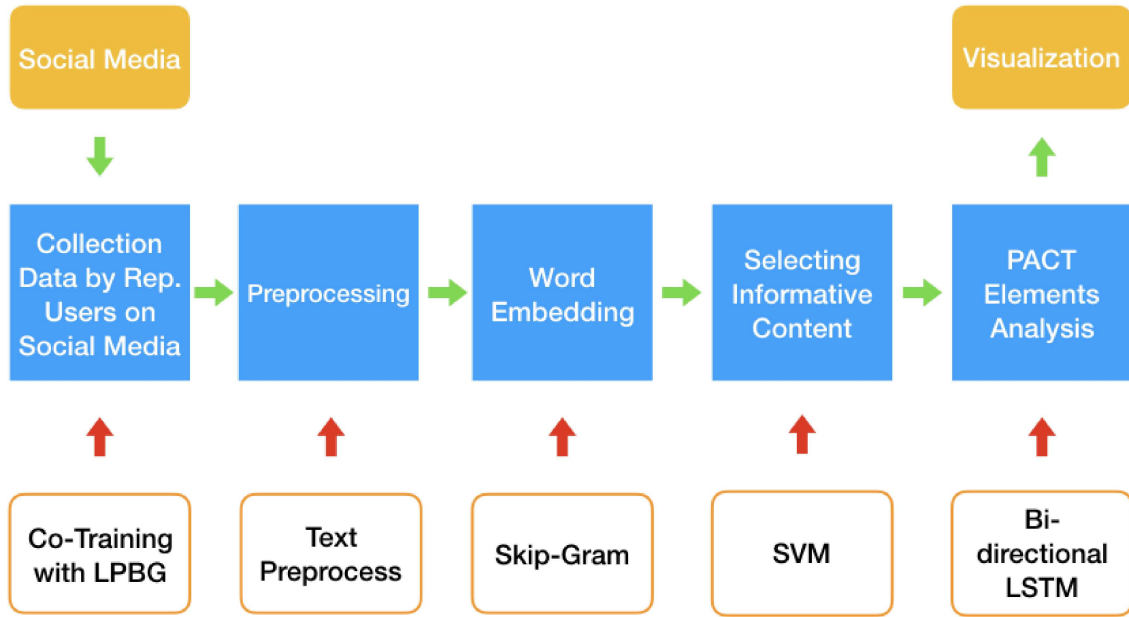 Social Media
Visualization
Collection
Data by Rep.
Users on
Social Media
Preprocessing
Word
Embedding
Selecting
Informative
Content
PACT
Elements
Analysis
Co-Training
with LPBG
Text
Preprocess
Skip-Gram
SVM
Bi-
directional
LSTM